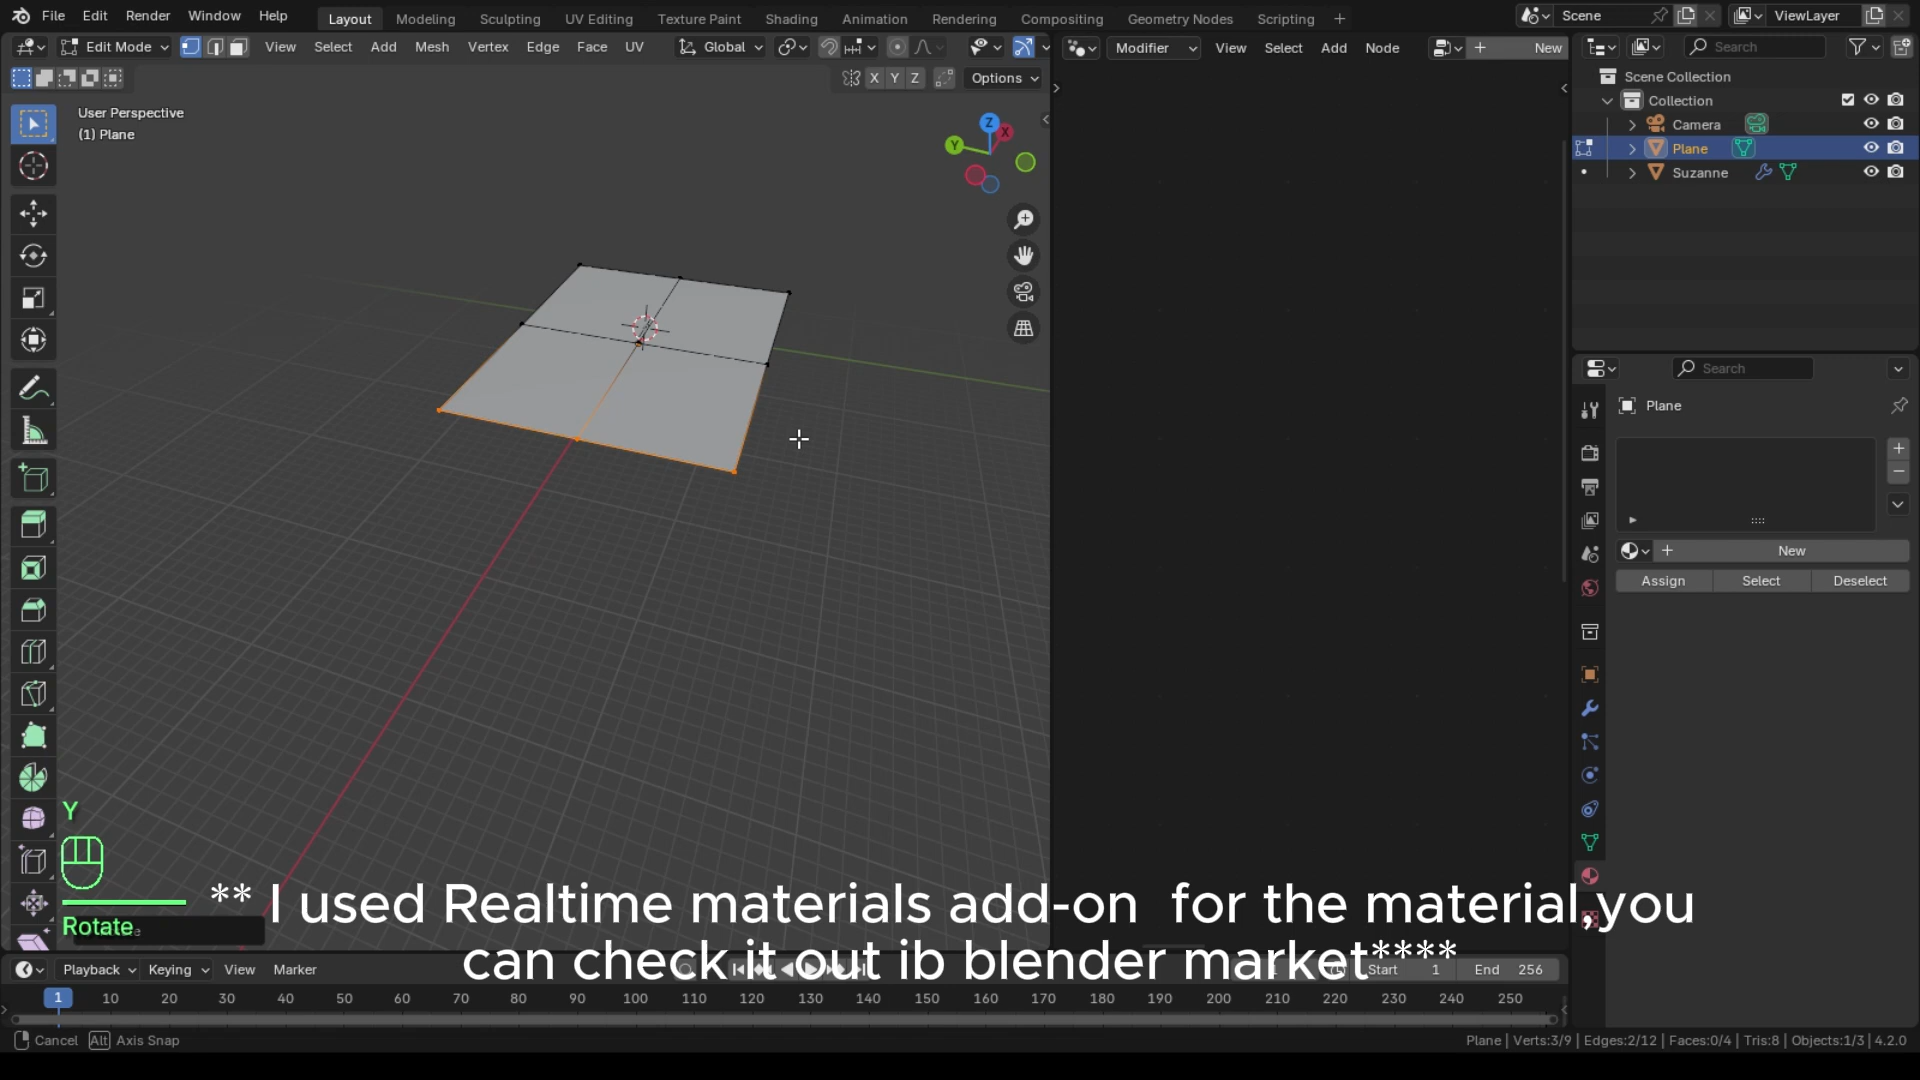 File Edit Render Window Help Layout Modeling Sculpting UV Editing Texture Paint Shading Animation Rendering Compositing Geometry Nodes Scripting Scene ViewLayer
Edit Mode View Select Add Mesh Vertex Edge Face UV Global Modifier View Select Add Node New Search
X Y Z Options
User Perspective
(1) Plane
Z
X
Y
Scene Collection
Collection
Camera
Plane
Suzanne
Search
Plane
New
Assign Select Deselect
Y
Rotate
** I used Realtime materials add-on for the material,you
can check it out ib blender market****
Playback Keying View Marker Start 1 End 256
1 10 20 30 40 50 60 70 80 90 100 110 120 130 140 150 160 170 180 190 200 210 220 230 240 250
Cancel Alt Axis Snap Plane | Verts:3/9 | Edges:2/12 | Faces:0/4 | Tris:8 | Objects:1/3 | 4.2.0